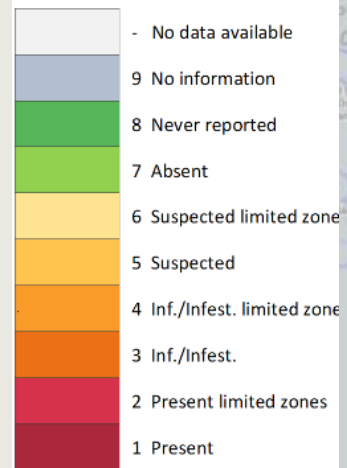 - No data available
9 No information
8 Never reported
7 Absent
6 Suspected limited zone
5 Suspected
4 Inf./Infest. limited zone
3 Inf./Infest.
2 Present limited zones
1 Present